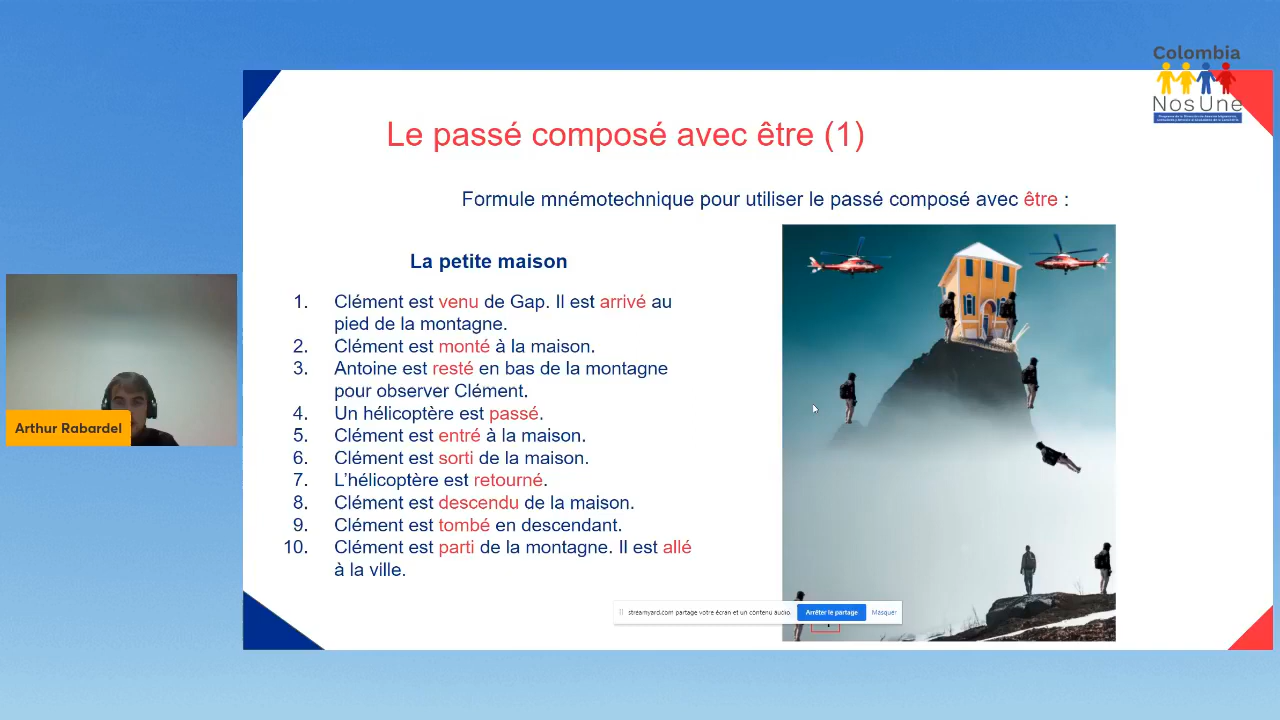 Colombia
NosUne
Le passé composé avec être (1)
Formule mnémotechnique pour utiliser le passé composé avec être :
La petite maison
1. Clément est venu de Gap. Il est arrivé au
pied de la montagne.
2. Clément est monté à la maison.
3. Antoine est resté en bas de la montagne
pour observer Clément.
4. Un hélicoptère est passé.
5. Clément est entré à la maison.
6. Clément est sorti de la maison.
7. L'hélicoptère est retourné.
8. Clément est descendu de la maison.
9. Clément est tombé en descendant.
10. Clément est parti de la montagne. Il est allé
à la ville.
Arthur Rabardel
streamyard.com partage votre écran et un contenu audio.
Arrêter le partage
Masquer